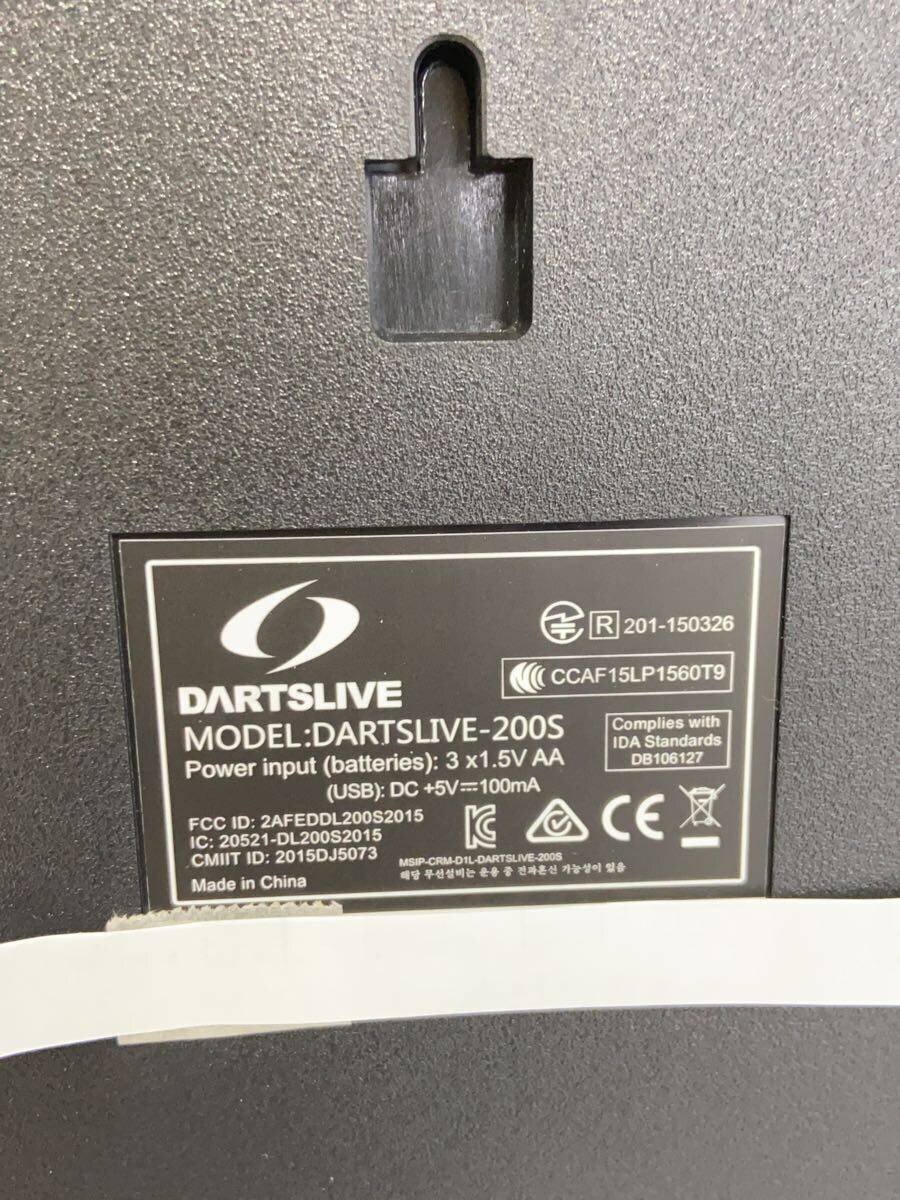 DARTSLIVE
MODEL:DARTSLIVE-200S
Power input (batteries): 3 x1.5V AA
(USB): DC +5V⎓100mA
FCC ID: 2AFEDDL200S2015
IC: 20521-DL200S2015
CMIIT ID: 2015DJ5073
Made in China
R 201-150326
CCAF15LP1560T9
Complies with
IDA Standards
DB106127
MSIP-CRM-D1L-DARTSLIVE-200S
해당 무선설비는 운용 중 전파혼신 가능성이 있음